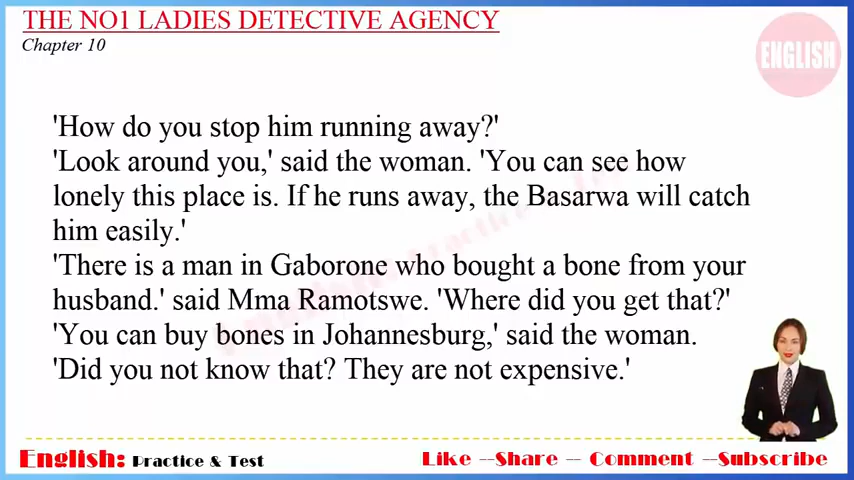 THE NO1 LADIES DETECTIVE AGENCY
Chapter 10
ENGLISH
'How do you stop him running away?'
'Look around you,' said the woman. 'You can see how
lonely this place is. If he runs away, the Basarwa will catch
him easily.'
'There is a man in Gaborone who bought a bone from your
husband.' said Mma Ramotswe. 'Where did you get that?'
'You can buy bones in Johannesburg,' said the woman.
'Did you not know that? They are not expensive.'
English: Practice & Test
Like --Share -- Comment --Subscribe